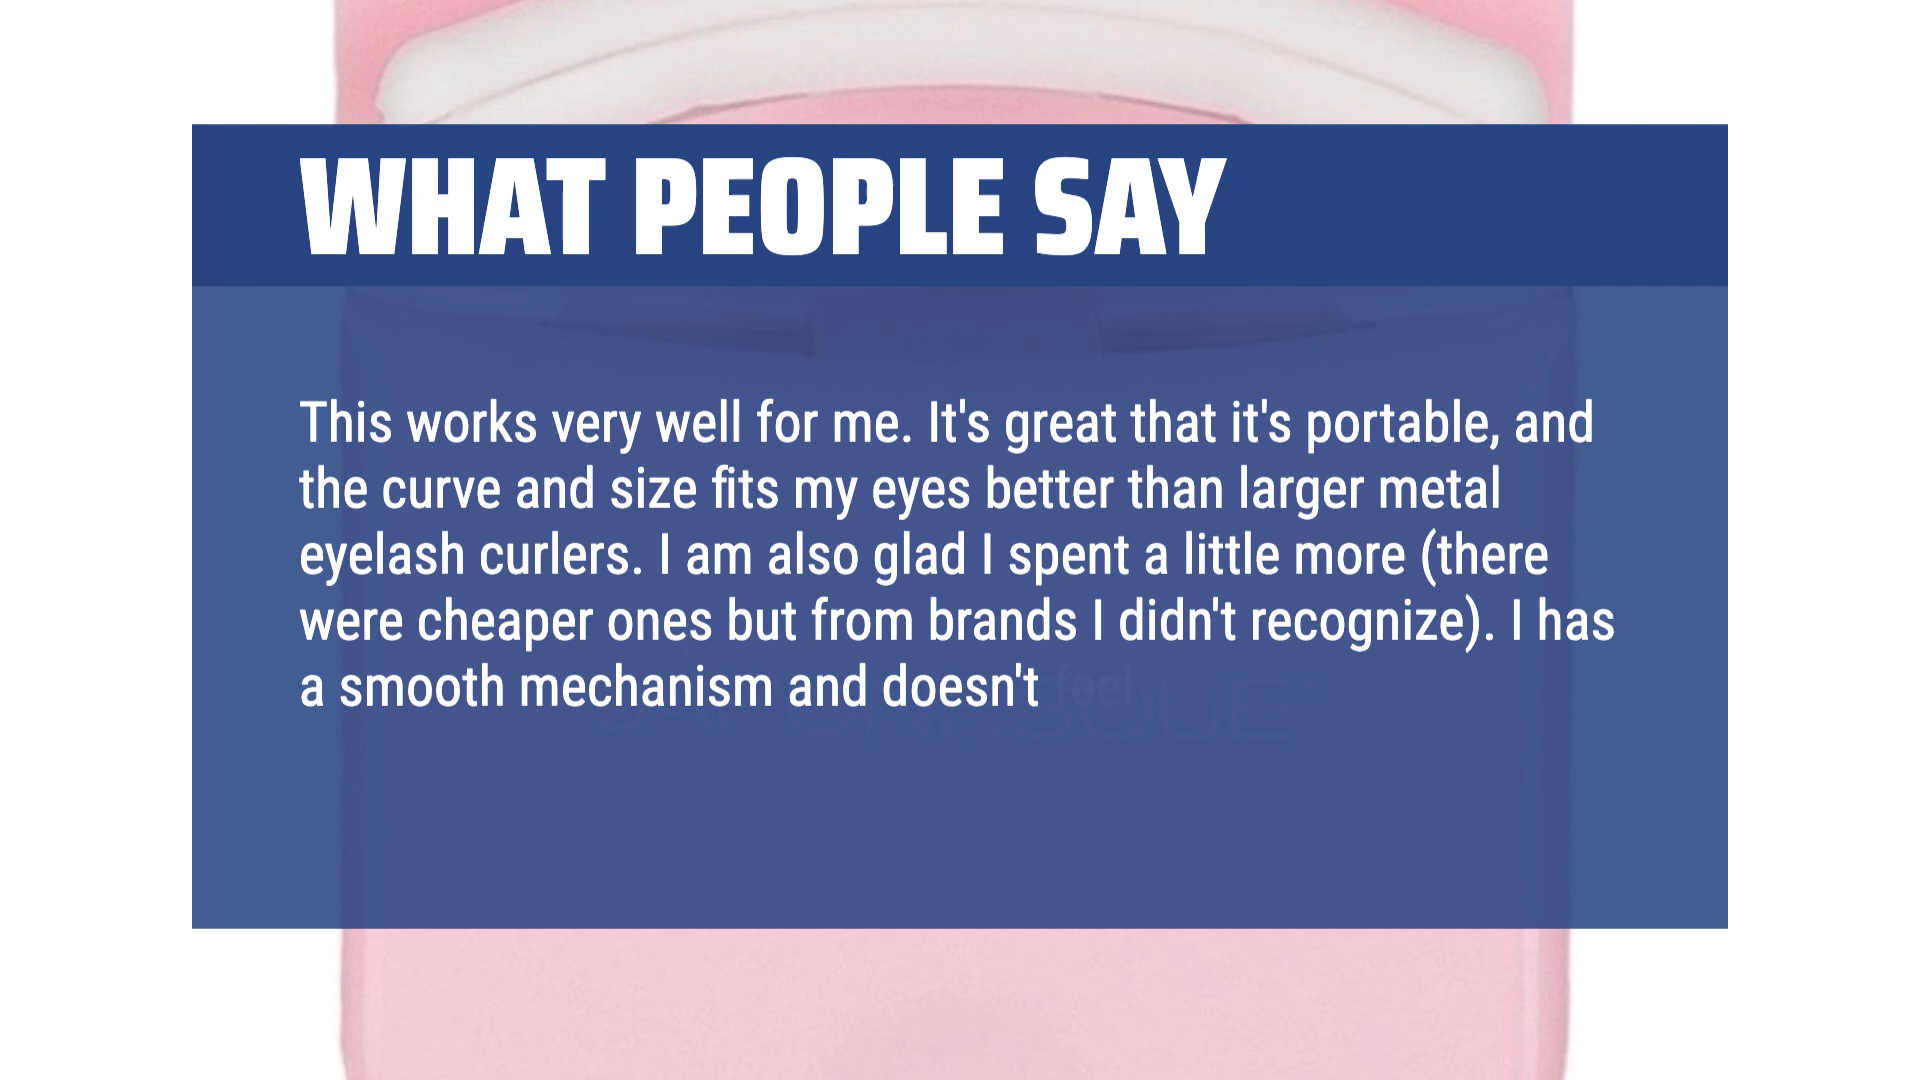 WHAT PEOPLE SAY
This works very well for me. It's great that it's portable, and
the curve and size fits my eyes better than larger metal
eyelash curlers. I am also glad I spent a little more (there
were cheaper ones but from brands I didn't recognize). I has
a smooth mechanism and doesn't feel